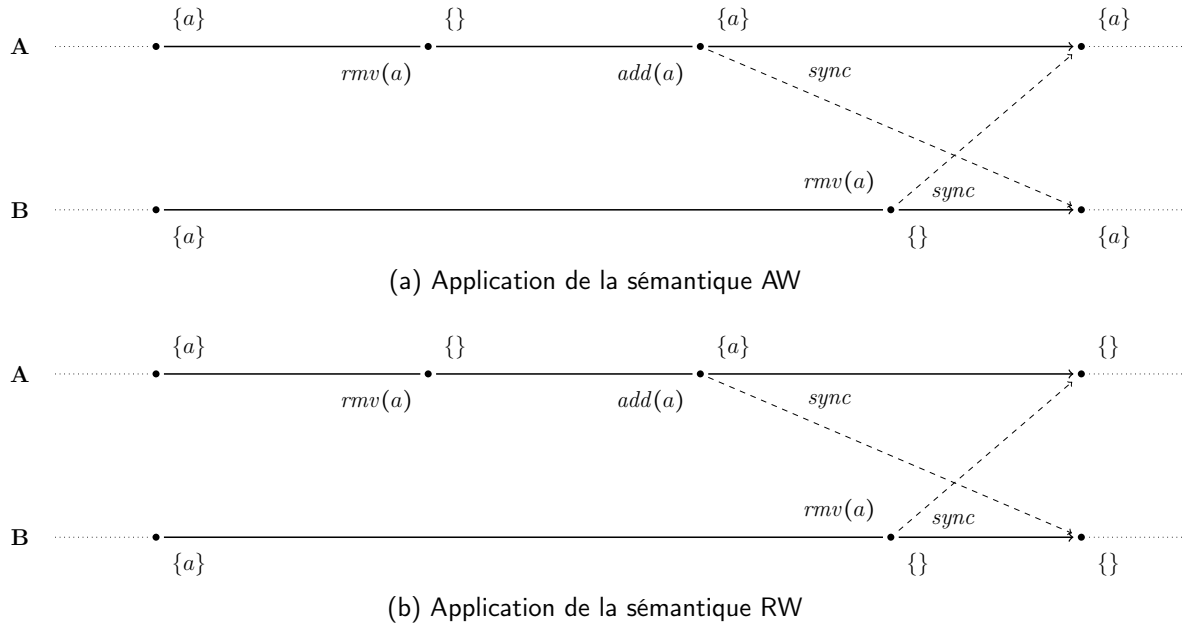 {a} {} {a} {a}
A
rmv(a) add(a) sync
rmv(a)
B sync
{a} {} {a}
(a) Application de la sémantique AW
{a} {} {a} {}
A
rmv(a) add(a) sync
rmv(a)
B sync
{a} {} {}
(b) Application de la sémantique RW